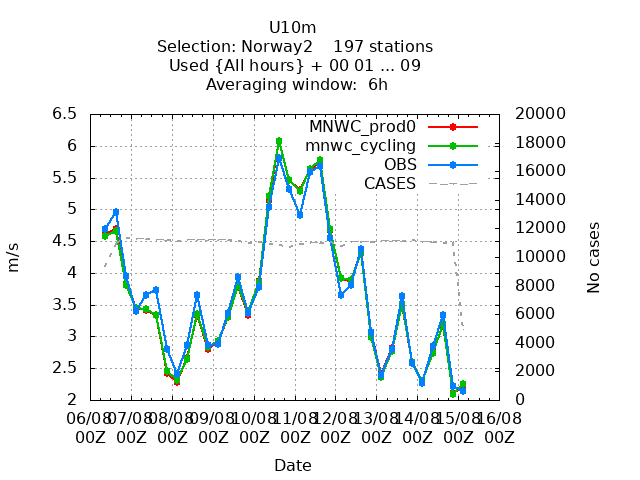 U10m
Selection: Norway2    197 stations
Used {All hours} + 00 01 ... 09
Averaging window:  6h
6.5
6
5.5
5
4.5
4
3.5
3
2.5
2
m/s
20000
18000
16000
14000
12000
10000
8000
6000
4000
2000
0
No cases
MNWC_prod0
mnwc_cycling
OBS
CASES
06/08 07/08 08/08 09/08 10/08 11/08 12/08 13/08 14/08 15/08 16/08
00Z 00Z 00Z 00Z 00Z 00Z 00Z 00Z 00Z 00Z 00Z
Date